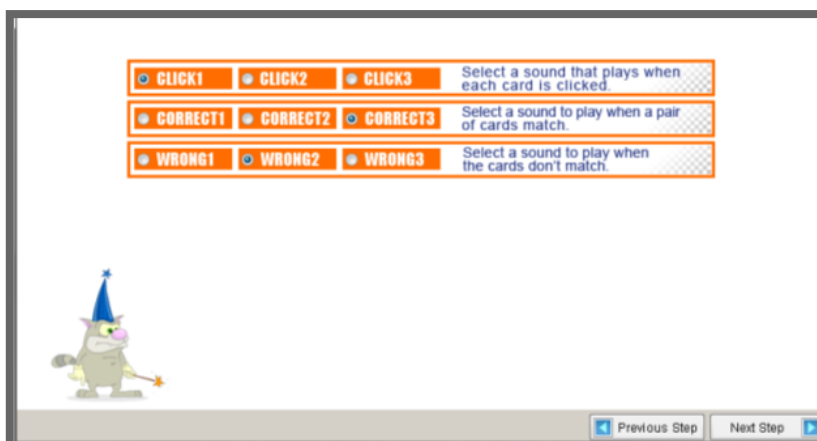 CLICK1 CLICK2 CLICK3 Select a sound that plays when
each card is clicked.
CORRECT1 CORRECT2 CORRECT3 Select a sound to play when a pair
of cards match.
WRONG1 WRONG2 WRONG3 Select a sound to play when
the cards don't match.
Previous Step Next Step